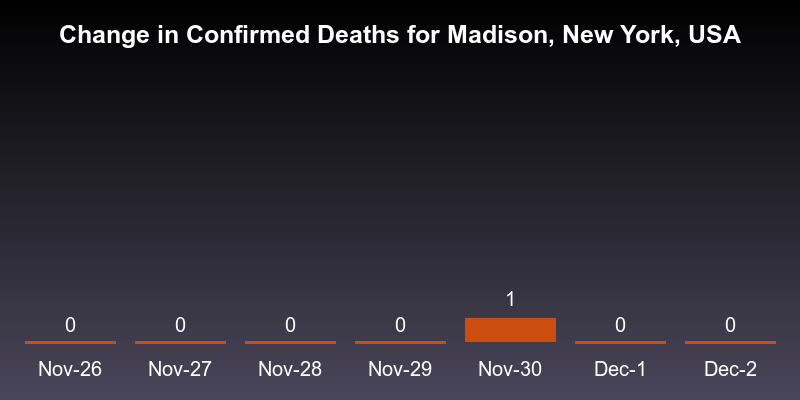 Change in Confirmed Deaths for Madison, New York, USA
0 0 0 0 1 0 0
Nov-26 Nov-27 Nov-28 Nov-29 Nov-30 Dec-1 Dec-2